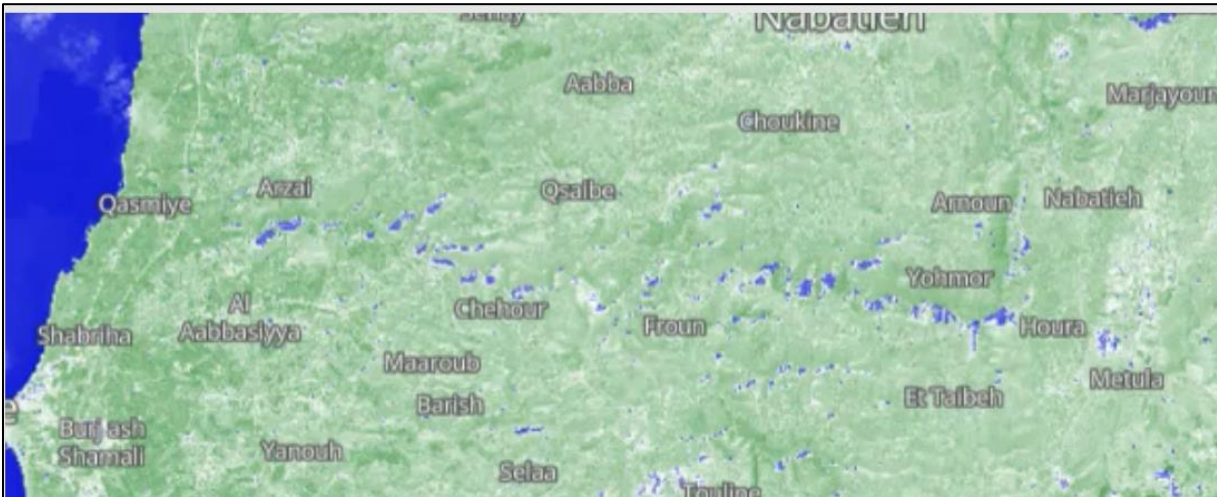 Nabatieh
Aabba
Marjayoun
Choukine
Arzai
Qsaibe
Qasmiye
Arnoun
Nabatieh
Yohmor
Al
Aabbasiyya
Chehour
Shabriha
Froun
Houra
Maaroub
Metula
Barish
Et Taibeh
Burj ash
Shamali
Yanouh
Selaa
Touline